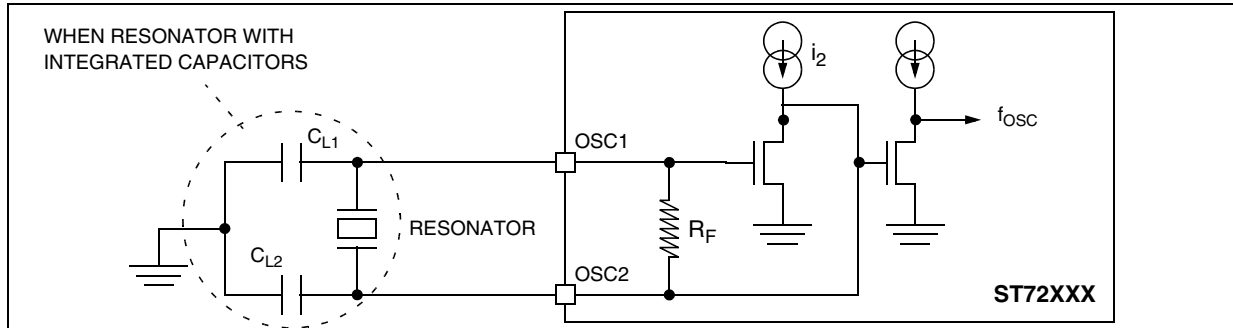 WHEN RESONATOR WITH
INTEGRATED CAPACITORS
i2
fOSC
CL1
OSC1
RESONATOR
RF
CL2
OSC2
ST72XXX